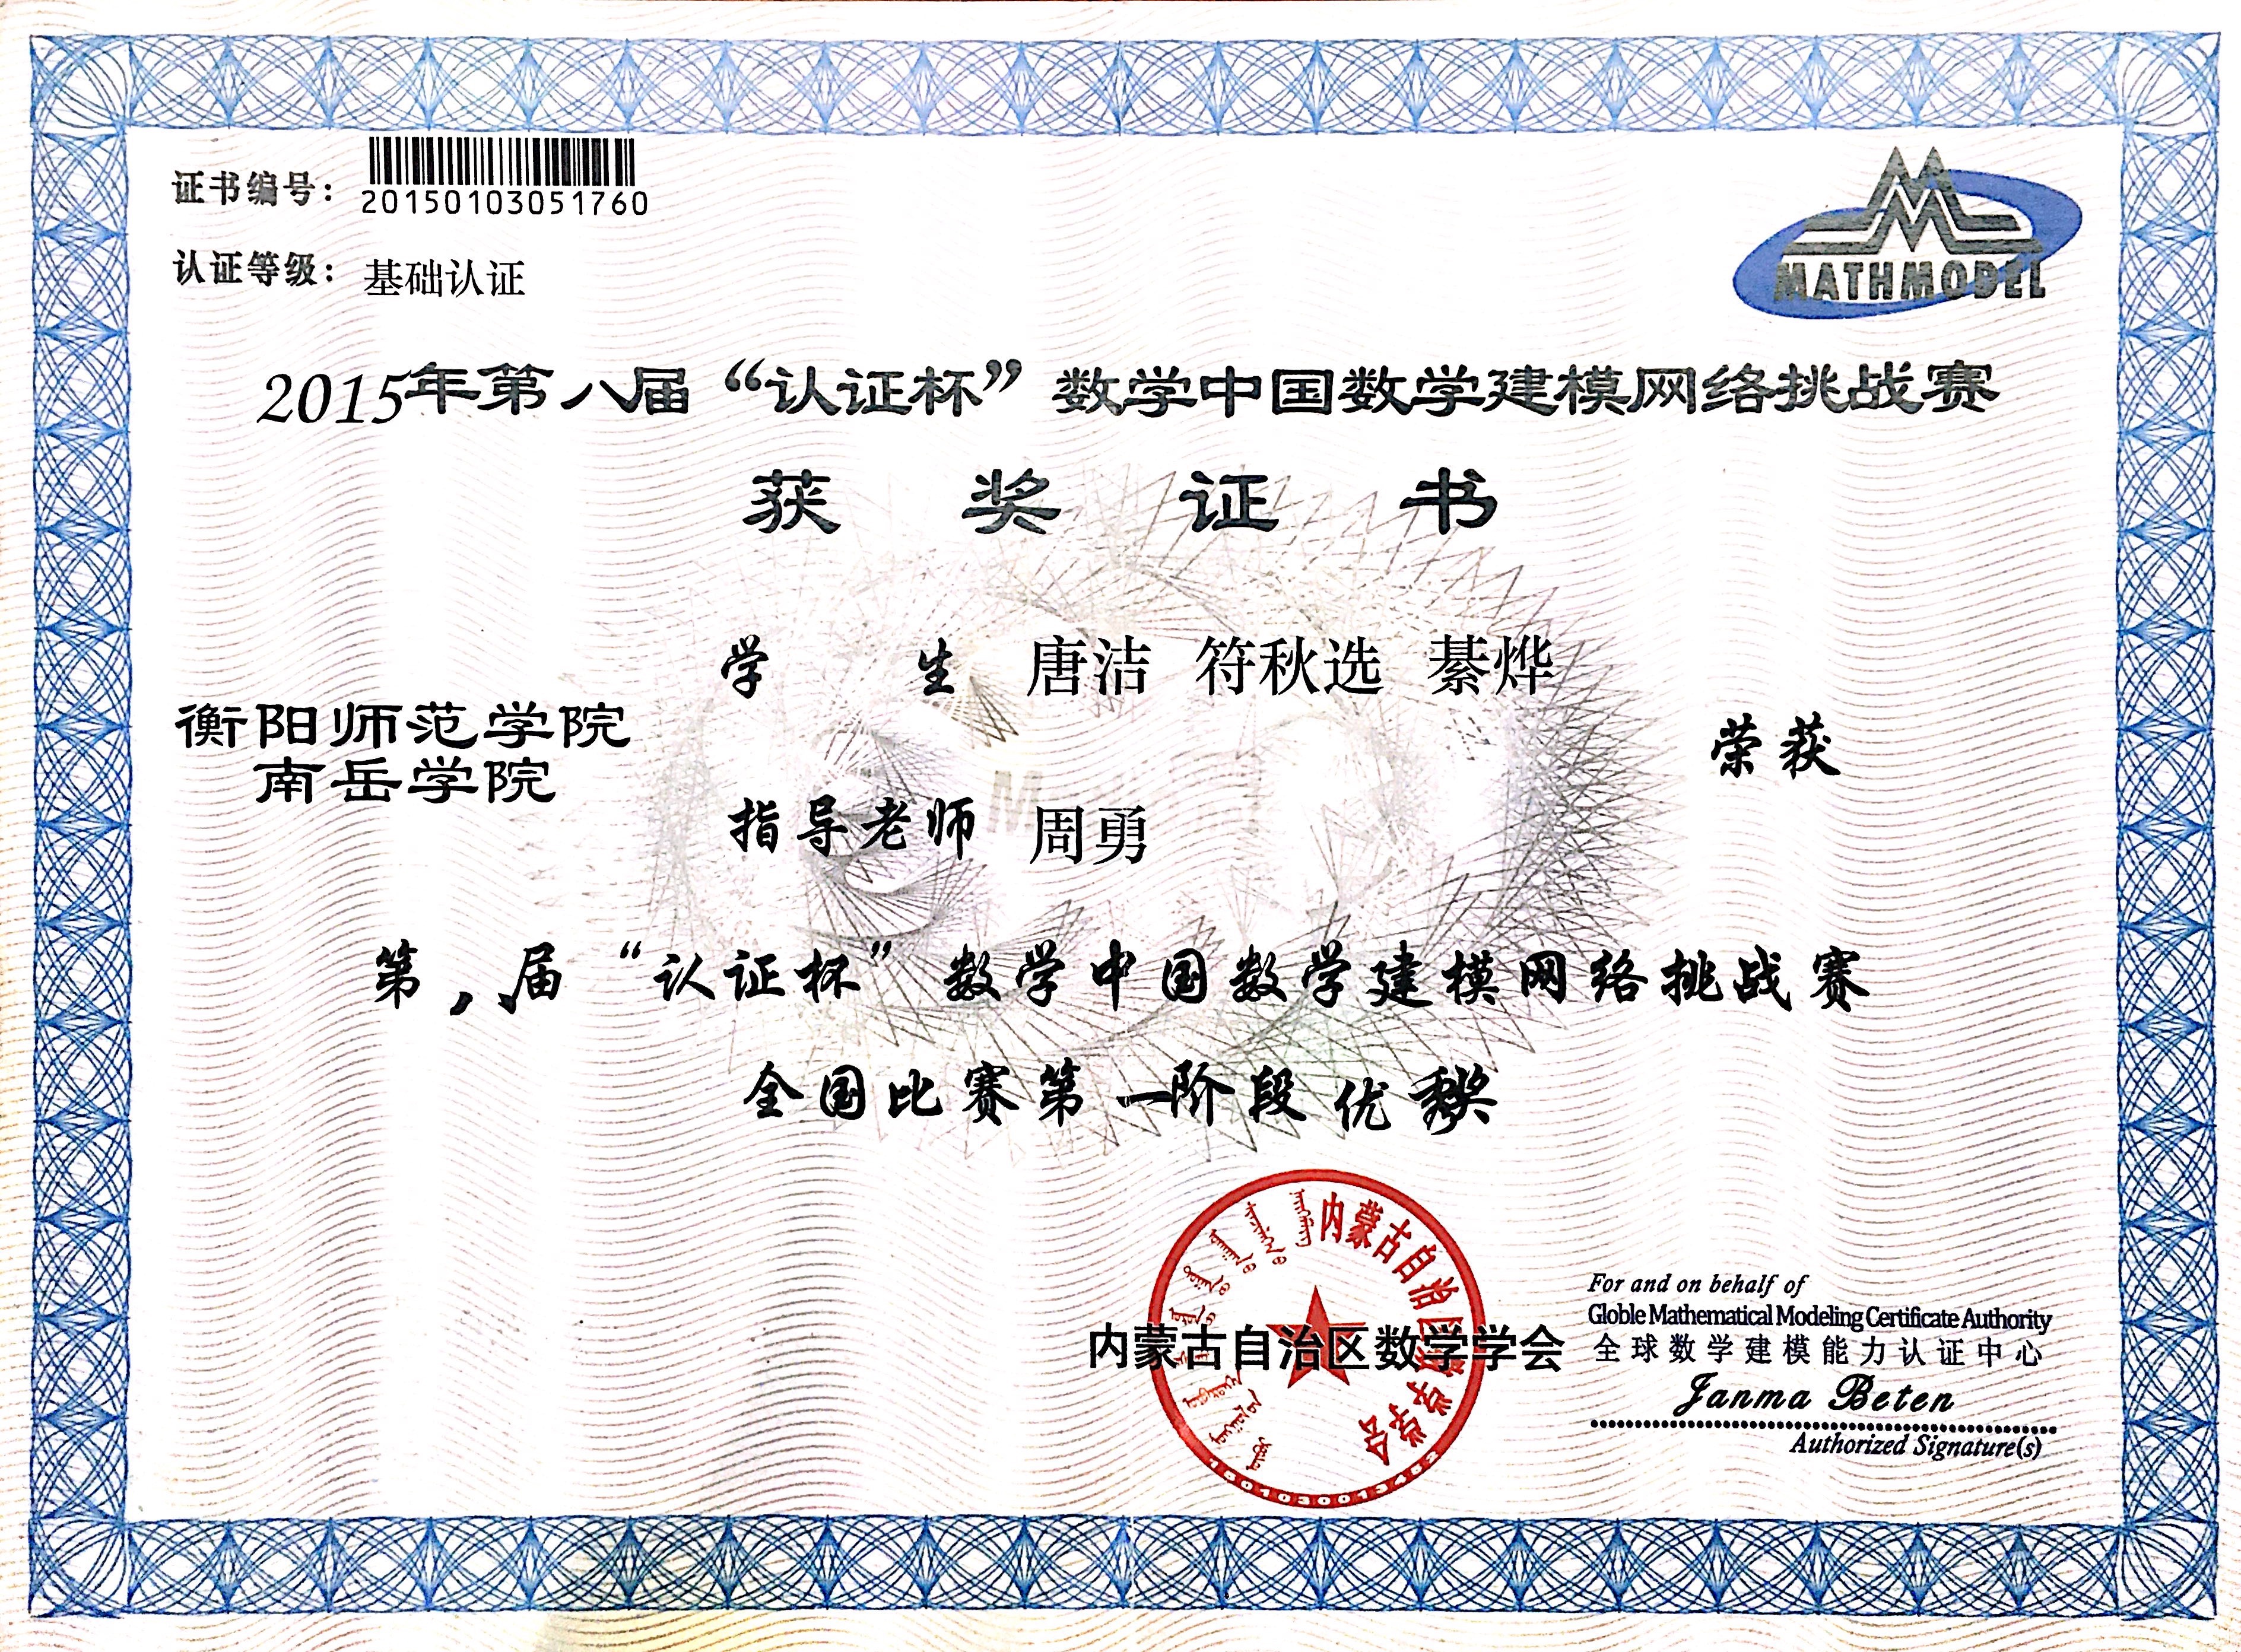 证书编号：
20150103051760
认证等级： 基础认证
MATHMODEL
2015年第八届“认证杯”数学中国数学建模网络挑战赛
获奖证书
学生 唐洁 符秋选 綦烨
衡阳师范学院
南岳学院
荣获
指导老师 周勇
第八届“认证杯”数学中国数学建模网络挑战赛
全国比赛第一阶段优秀奖
内蒙古自治区数学学会
内蒙古自治区数学学会
For and on behalf of
Globle Mathematical Modeling Certificate Authority
全球数学建模能力认证中心
Janma Beten
Authorized Signature(s)